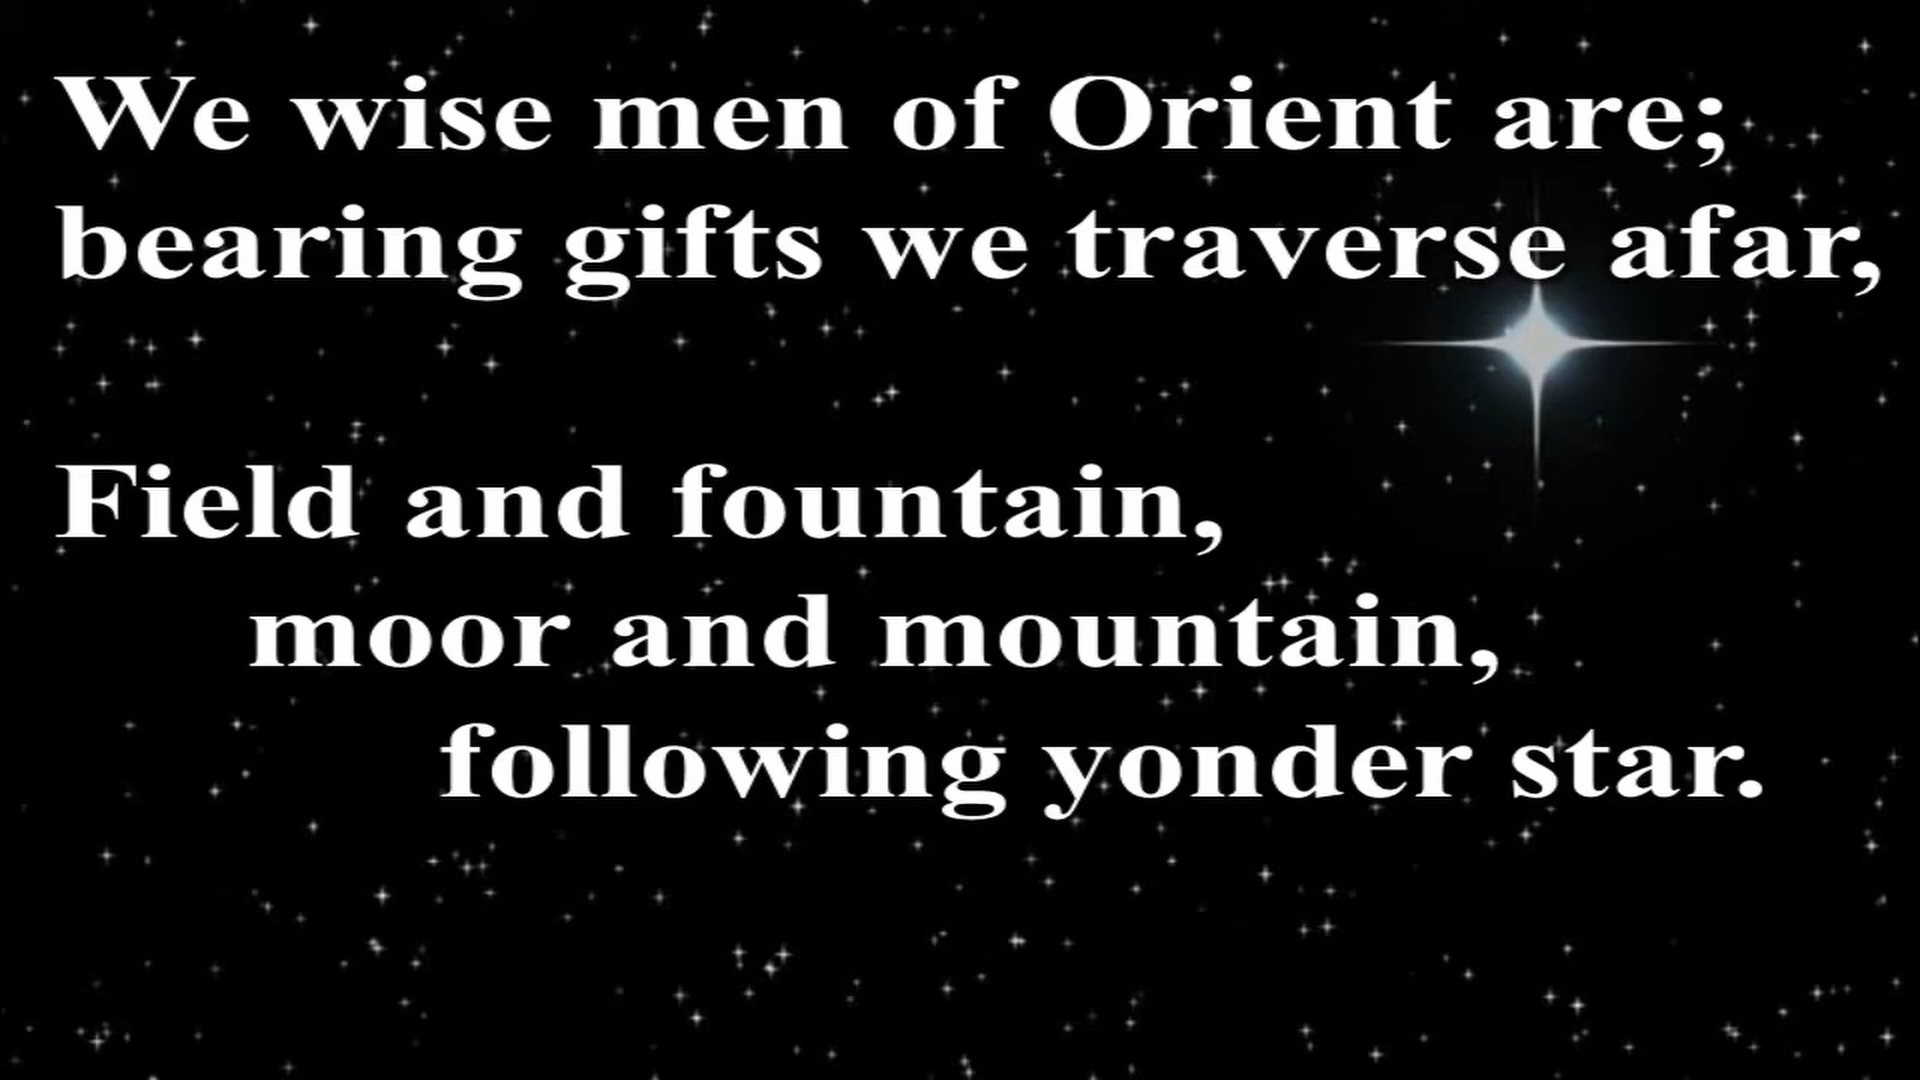 We wise men of Orient are;
bearing gifts we traverse afar,
Field and fountain,
moor and mountain,
following yonder star.